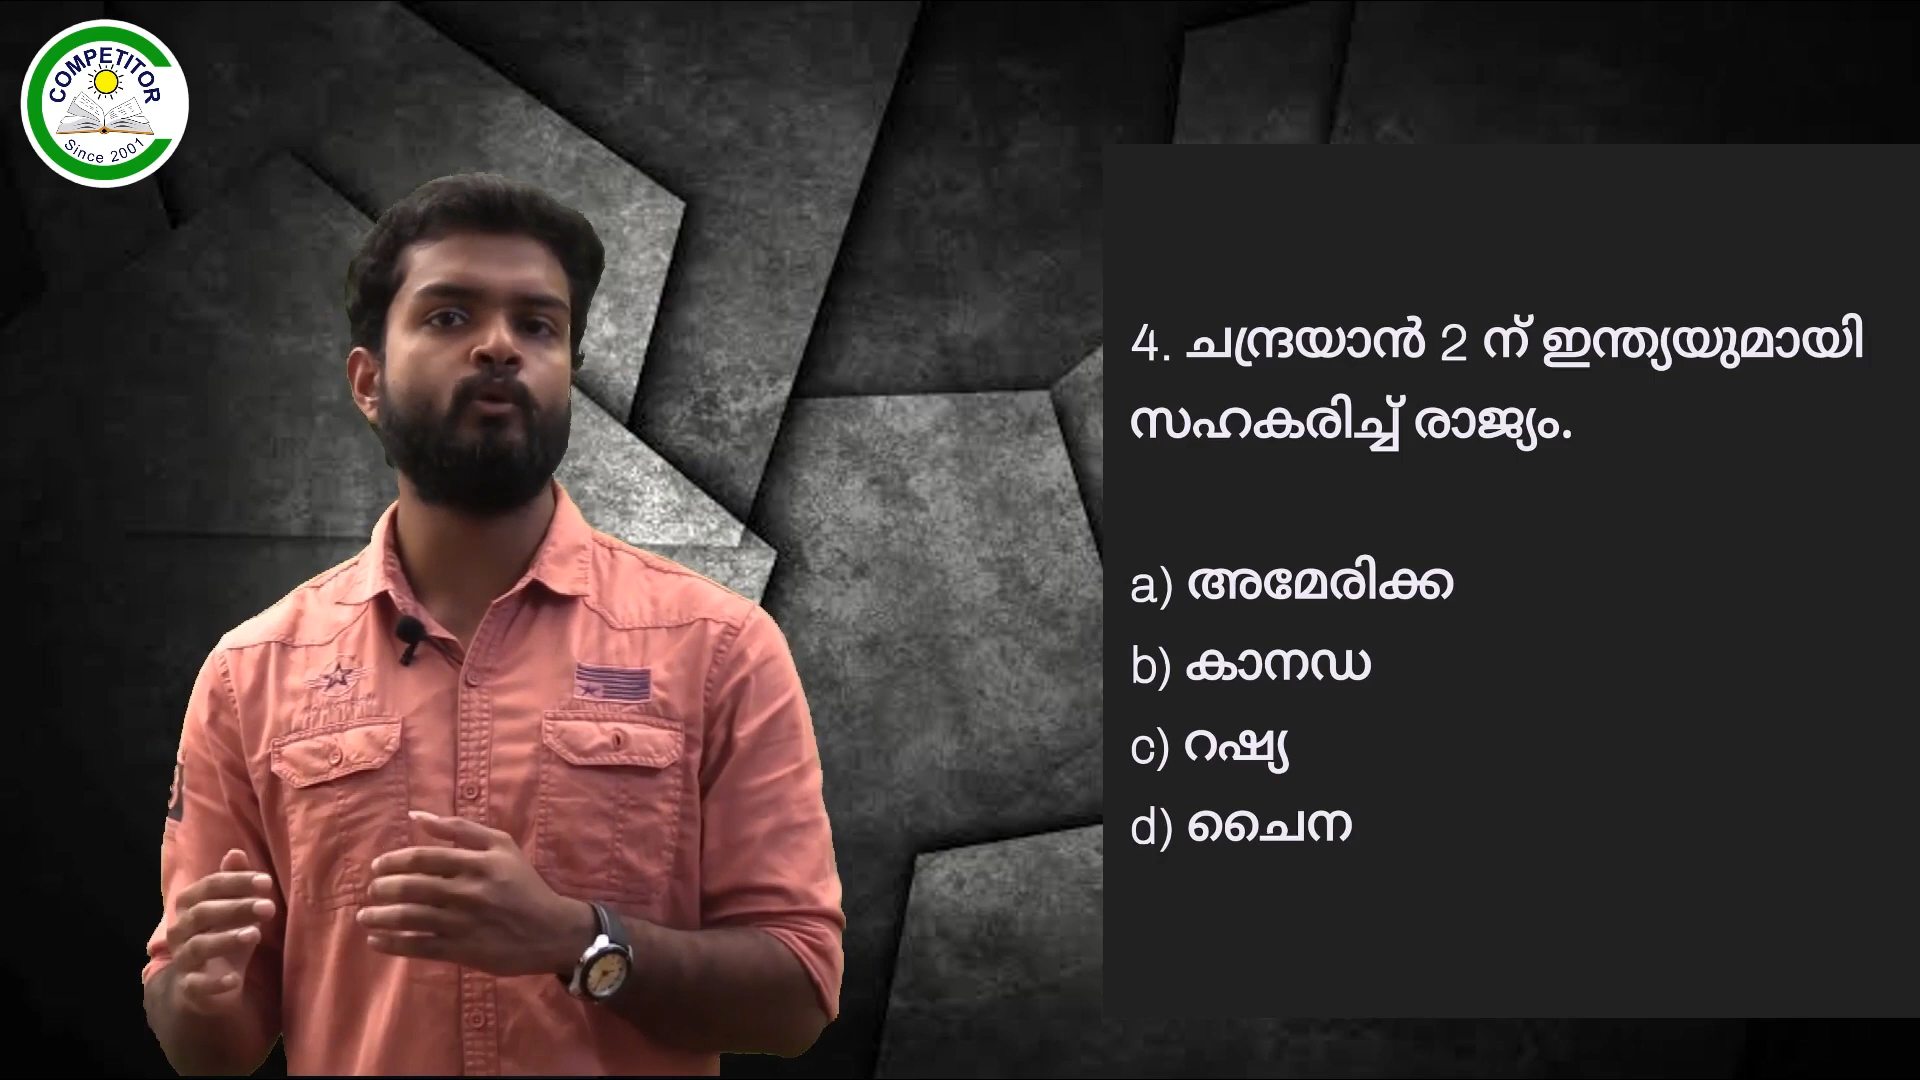 COMPETITOR
Since 2001
4. ചന്ദ്രയാൻ 2 ന് ഇന്ത്യയുമായി
സഹകരിച്ച് രാജ്യം.
a) അമേരിക്ക
b) കാനഡ
c) റഷ്യ
d) ചൈന